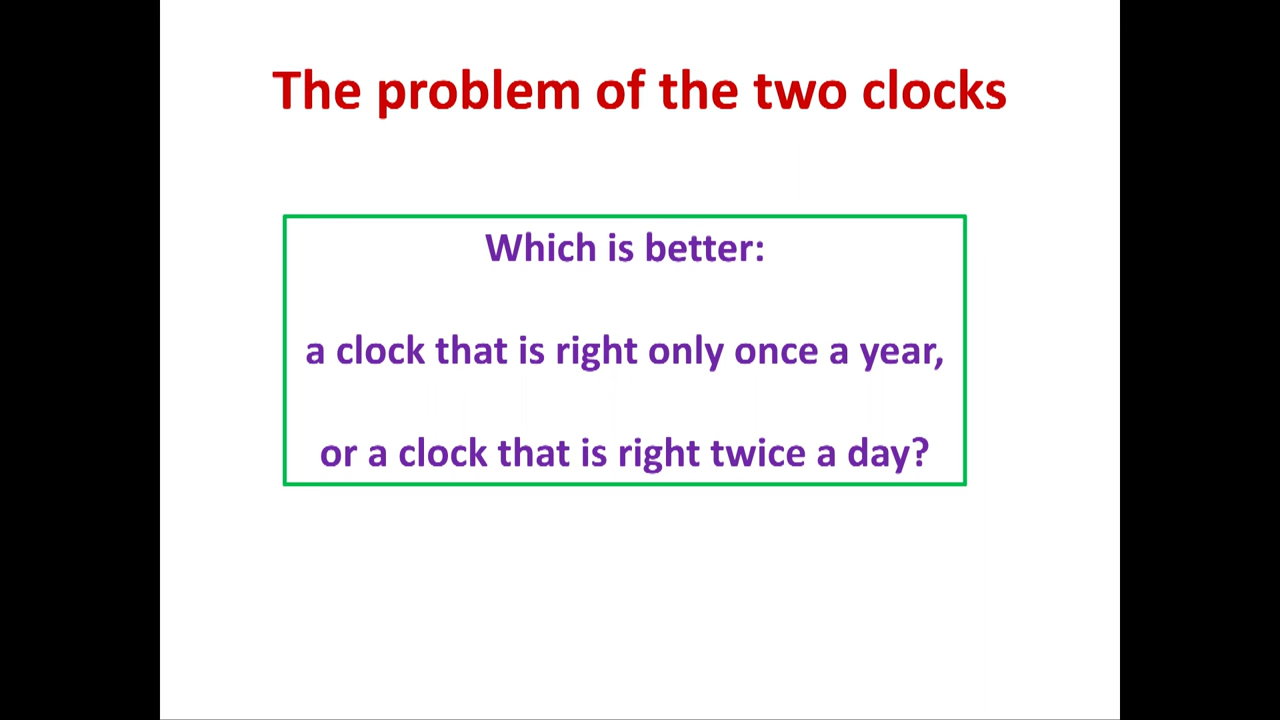 The problem of the two clocks
Which is better:
a clock that is right only once a year,
or a clock that is right twice a day?